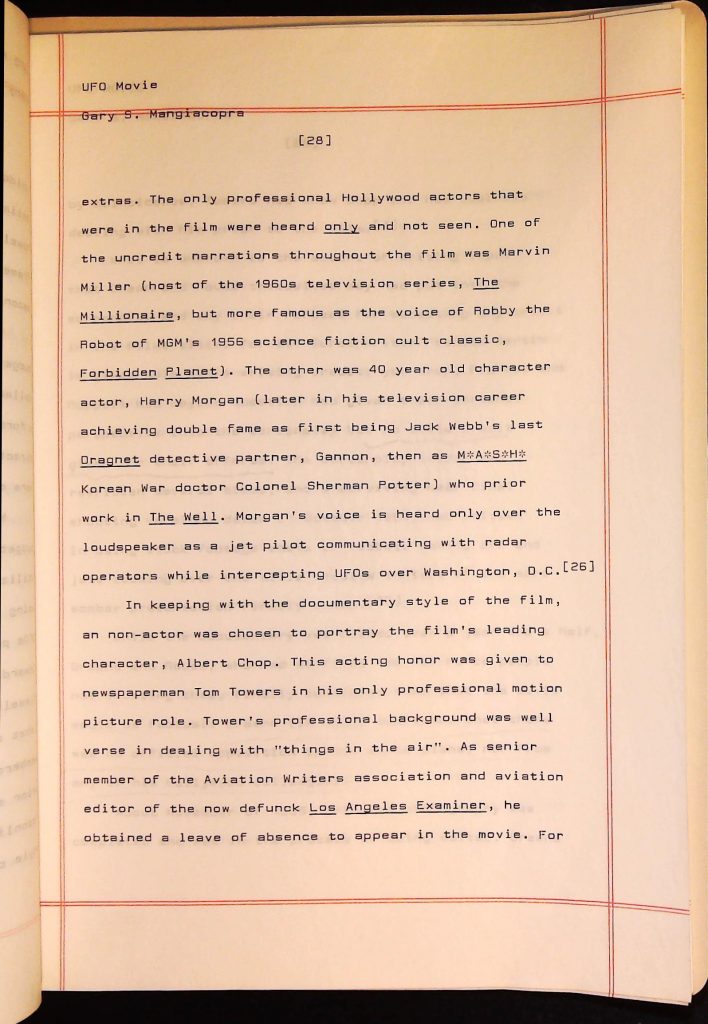 UFO Movie
Gary S. Mangiacopra
[28]
extras. The only professional Hollywood actors that
were in the film were heard only and not seen. One of
the uncredit narrations throughout the film was Marvin
Miller (host of the 1960s television series, The
Millionaire, but more famous as the voice of Robby the
Robot of MGM's 1956 science fiction cult classic,
Forbidden Planet). The other was 40 year old character
actor, Harry Morgan (later in his television career
achieving double fame as first being Jack Webb's last
Dragnet detective partner, Gannon, then as M*A*S*H*
Korean War doctor Colonel Sherman Potter) who prior
work in The Well. Morgan's voice is heard only over the
loudspeaker as a jet pilot communicating with radar
operators while intercepting UFOs over Washington, D.C.[26]
In keeping with the documentary style of the film,
an non-actor was chosen to portray the film's leading
character, Albert Chop. This acting honor was given to
newspaperman Tom Towers in his only professional motion
picture role. Tower's professional background was well
verse in dealing with "things in the air". As senior
member of the Aviation Writers association and aviation
editor of the now defunck Los Angeles Examiner, he
obtained a leave of absence to appear in the movie. For